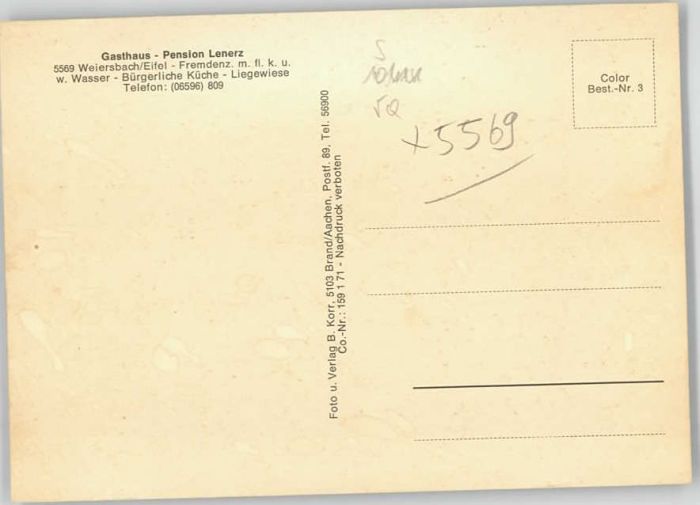 Gasthaus - Pension Lenerz
5569 Weiersbach/Eifel - Fremdenz. m. fl. k. u.
w. Wasser - Bürgerliche Küche - Liegewiese
Telefon: (06596) 809
Foto u. Verlag B. Korr, 5103 Brand/Aachen, Postf. 89, Tel. 56900
Co.-Nr.: 159 1 71 - Nachdruck verboten
S
x5569
Color
Best.-Nr. 3